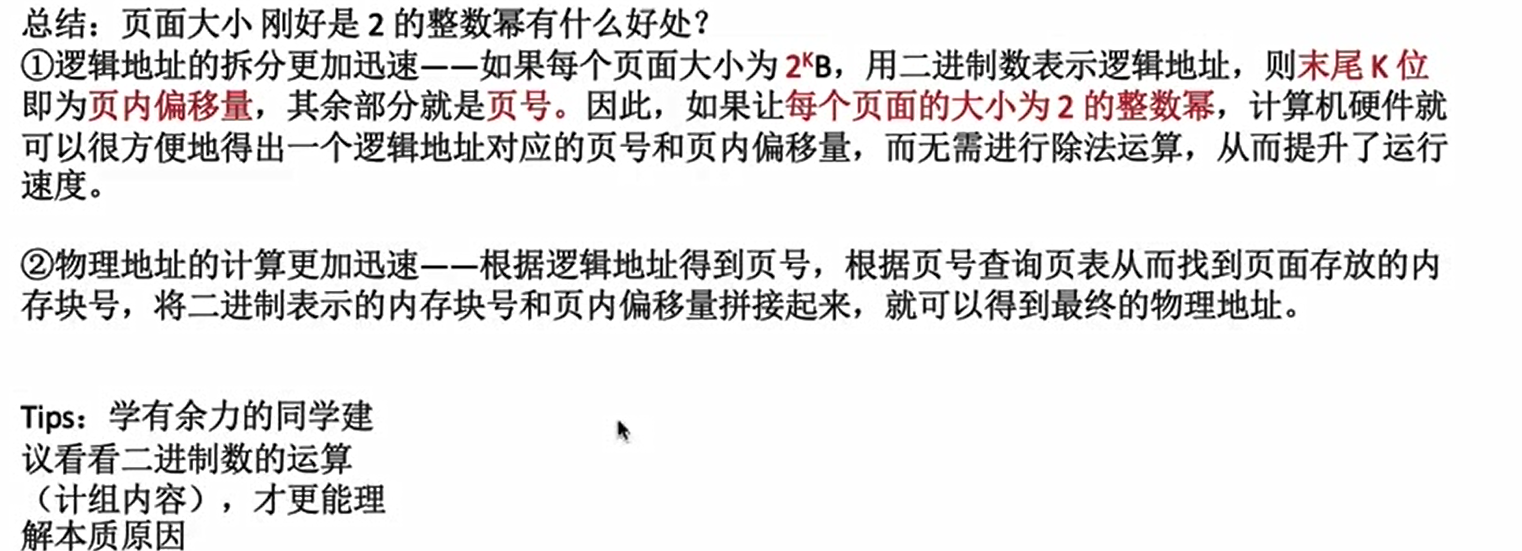 总结：页面大小 刚好是 2 的整数幂有什么好处？
①逻辑地址的拆分更加迅速——如果每个页面大小为 2ᴷB，用二进制数表示逻辑地址，则末尾 K 位
即为页内偏移量，其余部分就是页号。因此，如果让每个页面的大小为 2 的整数幂，计算机硬件就
可以很方便地得出一个逻辑地址对应的页号和页内偏移量，而无需进行除法运算，从而提升了运行
速度。
②物理地址的计算更加迅速——根据逻辑地址得到页号，根据页号查询页表从而找到页面存放的内
存块号，将二进制表示的内存块号和页内偏移量拼接起来，就可以得到最终的物理地址。
Tips：学有余力的同学建
议看看二进制数的运算
（计组内容），才更能理
解本质原因